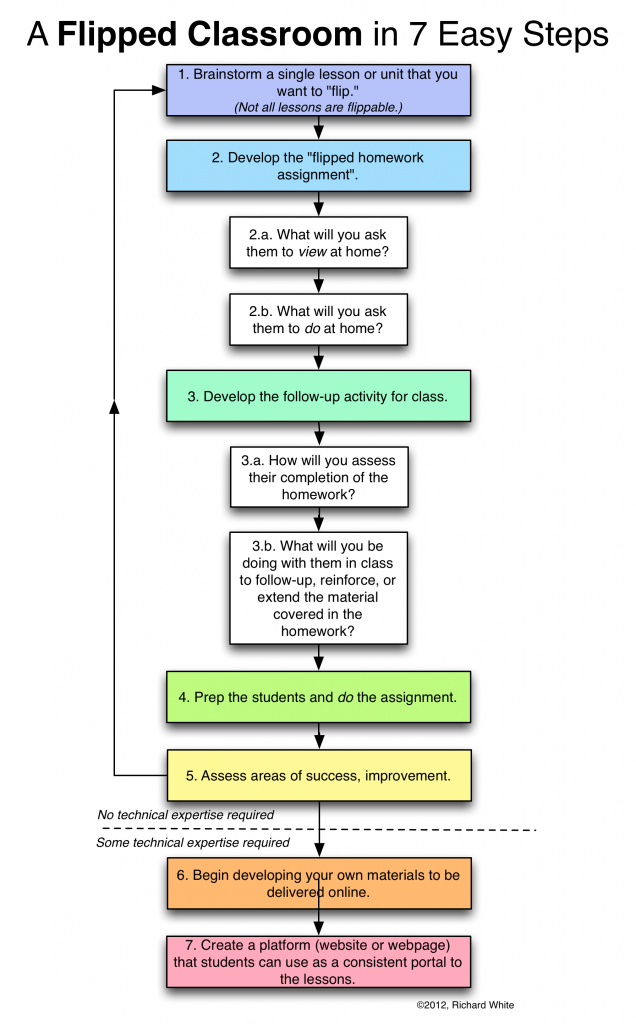 A Flipped Classroom in 7 Easy Steps
1. Brainstorm a single lesson or unit that you
want to "flip."
(Not all lessons are flippable.)
2. Develop the "flipped homework
assignment".
2.a. What will you ask
them to view at home?
2.b. What will you ask
them to do at home?
3. Develop the follow-up activity for class.
3.a. How will you assess
their completion of the
homework?
3.b. What will you be
doing with them in class
to follow-up, reinforce, or
extend the material
covered in the
homework?
4. Prep the students and do the assignment.
5. Assess areas of success, improvement.
No technical expertise required
Some technical expertise required
6. Begin developing your own materials to be
delivered online.
7. Create a platform (website or webpage)
that students can use as a consistent portal to
the lessons.
©2012, Richard White